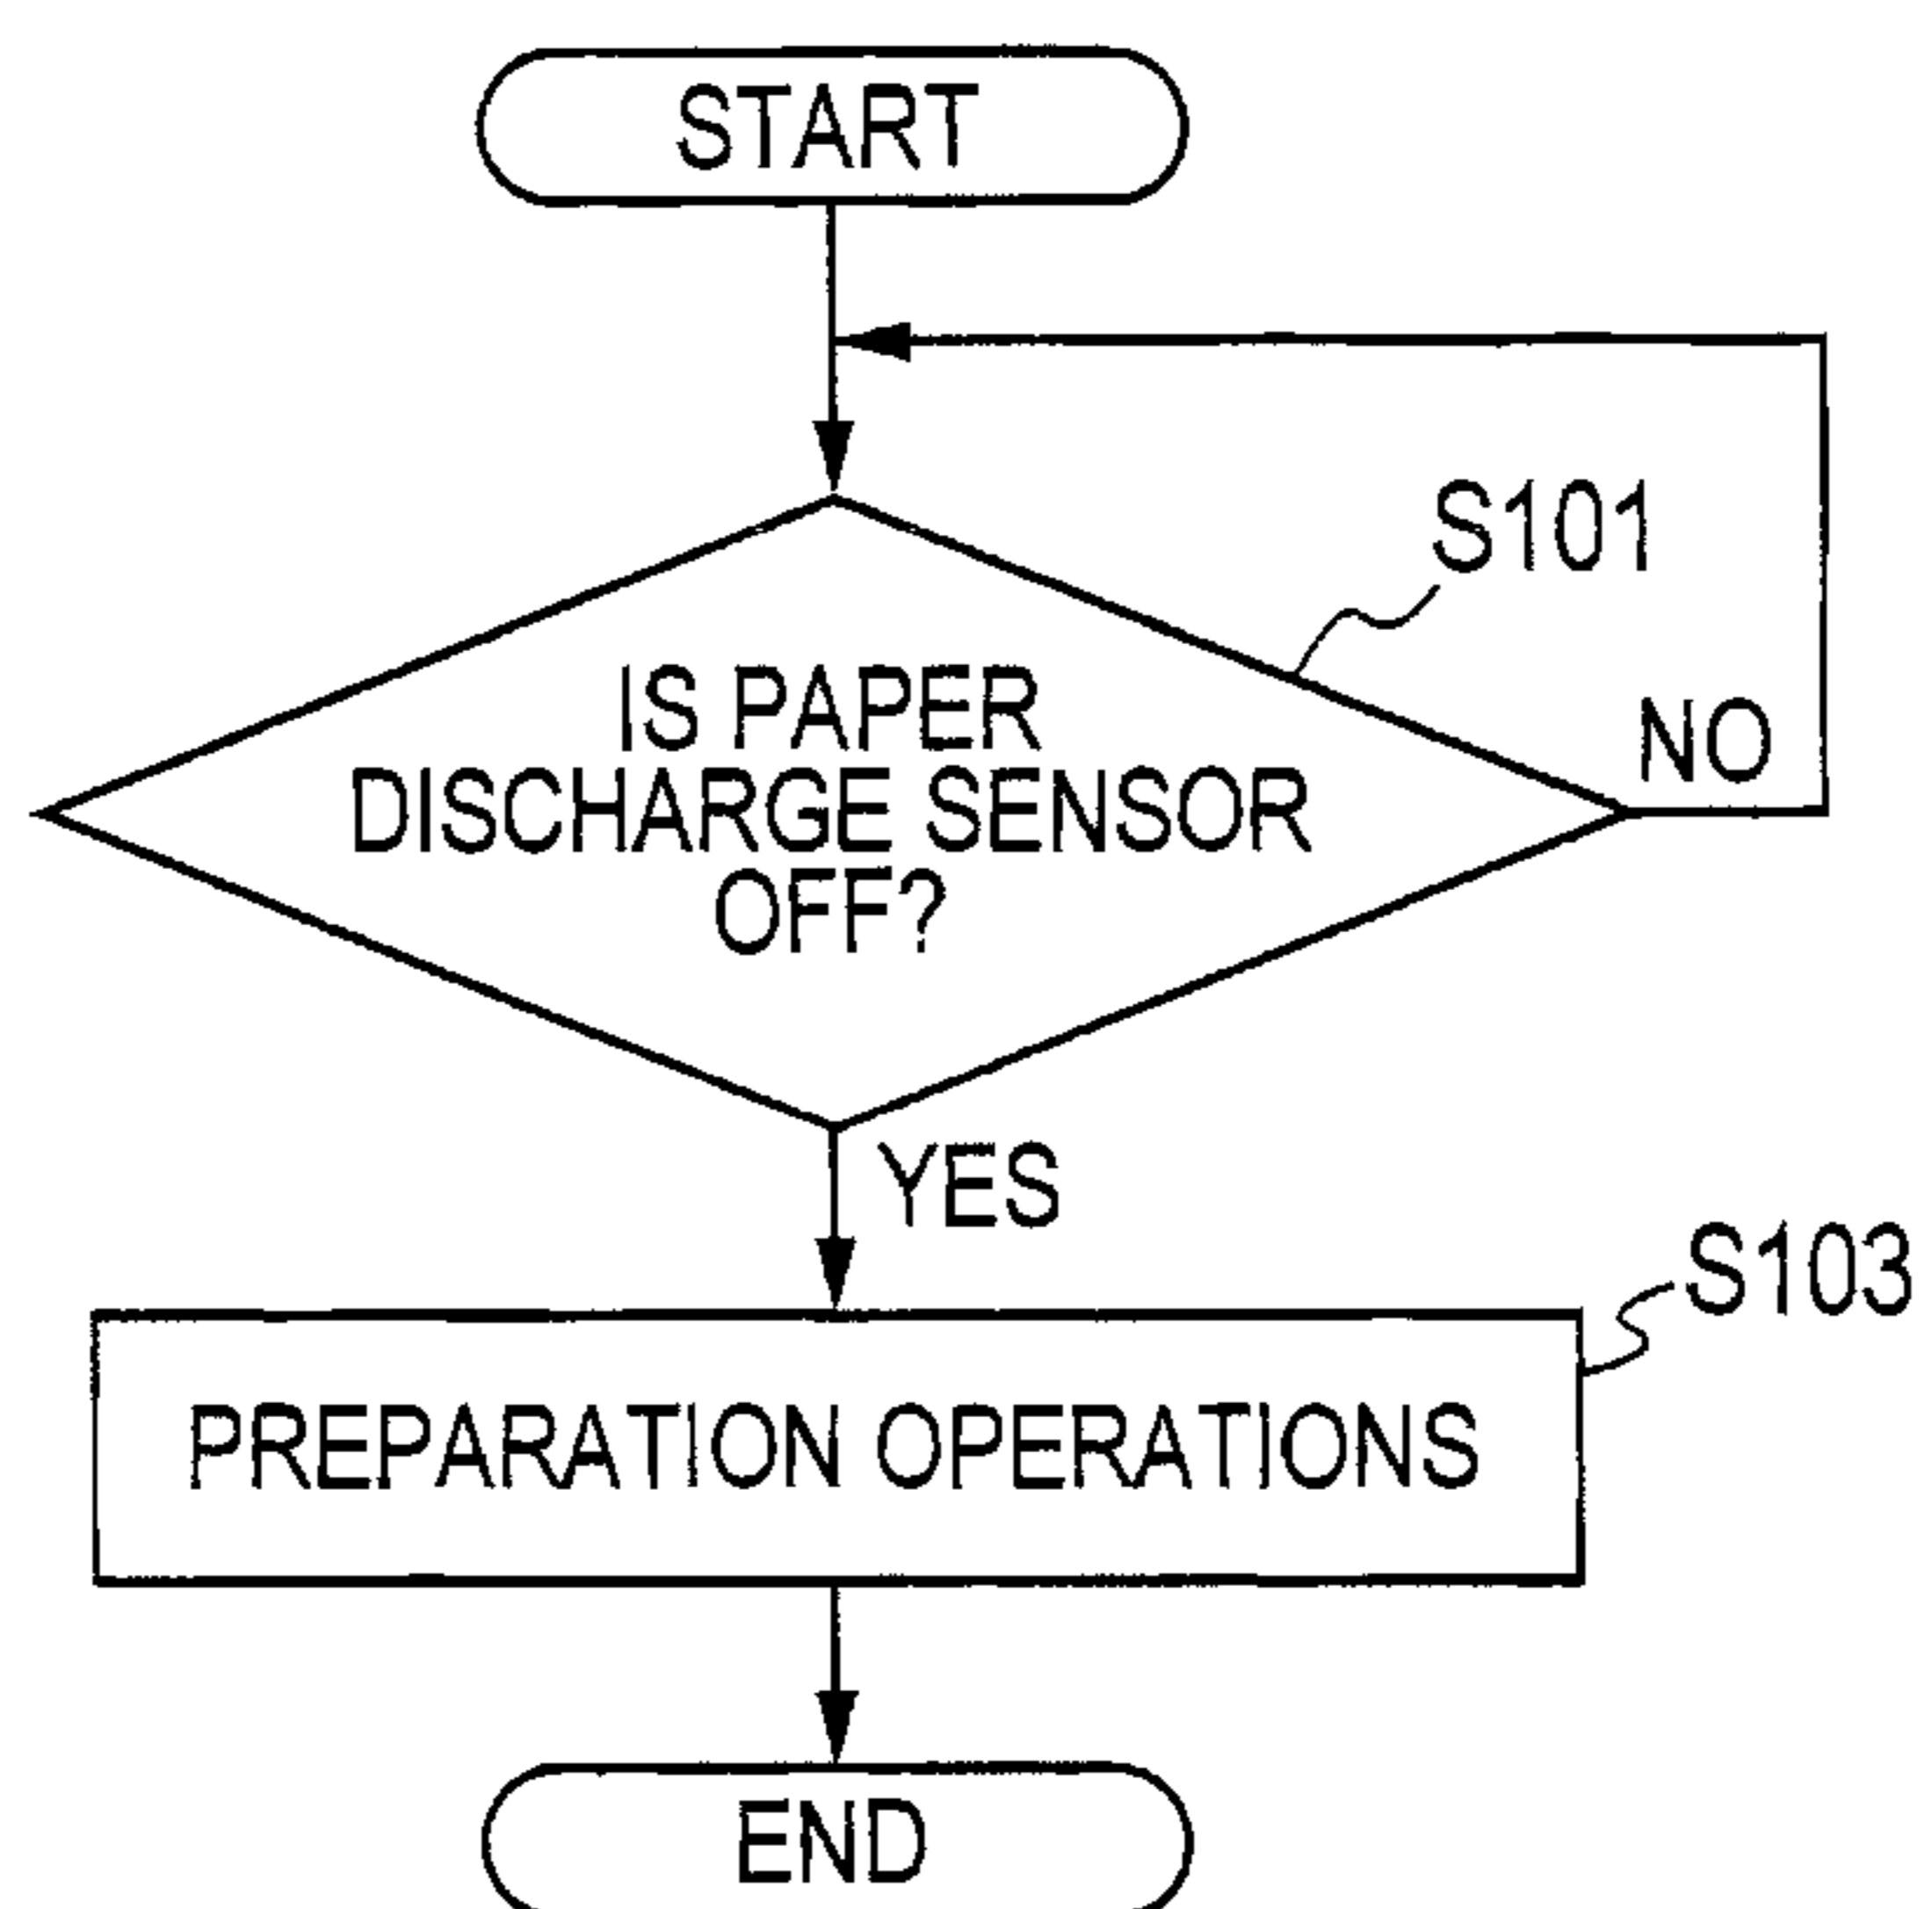 START
S101
IS PAPER
DISCHARGE SENSOR
OFF?
NO
YES
S103
PREPARATION OPERATIONS
END